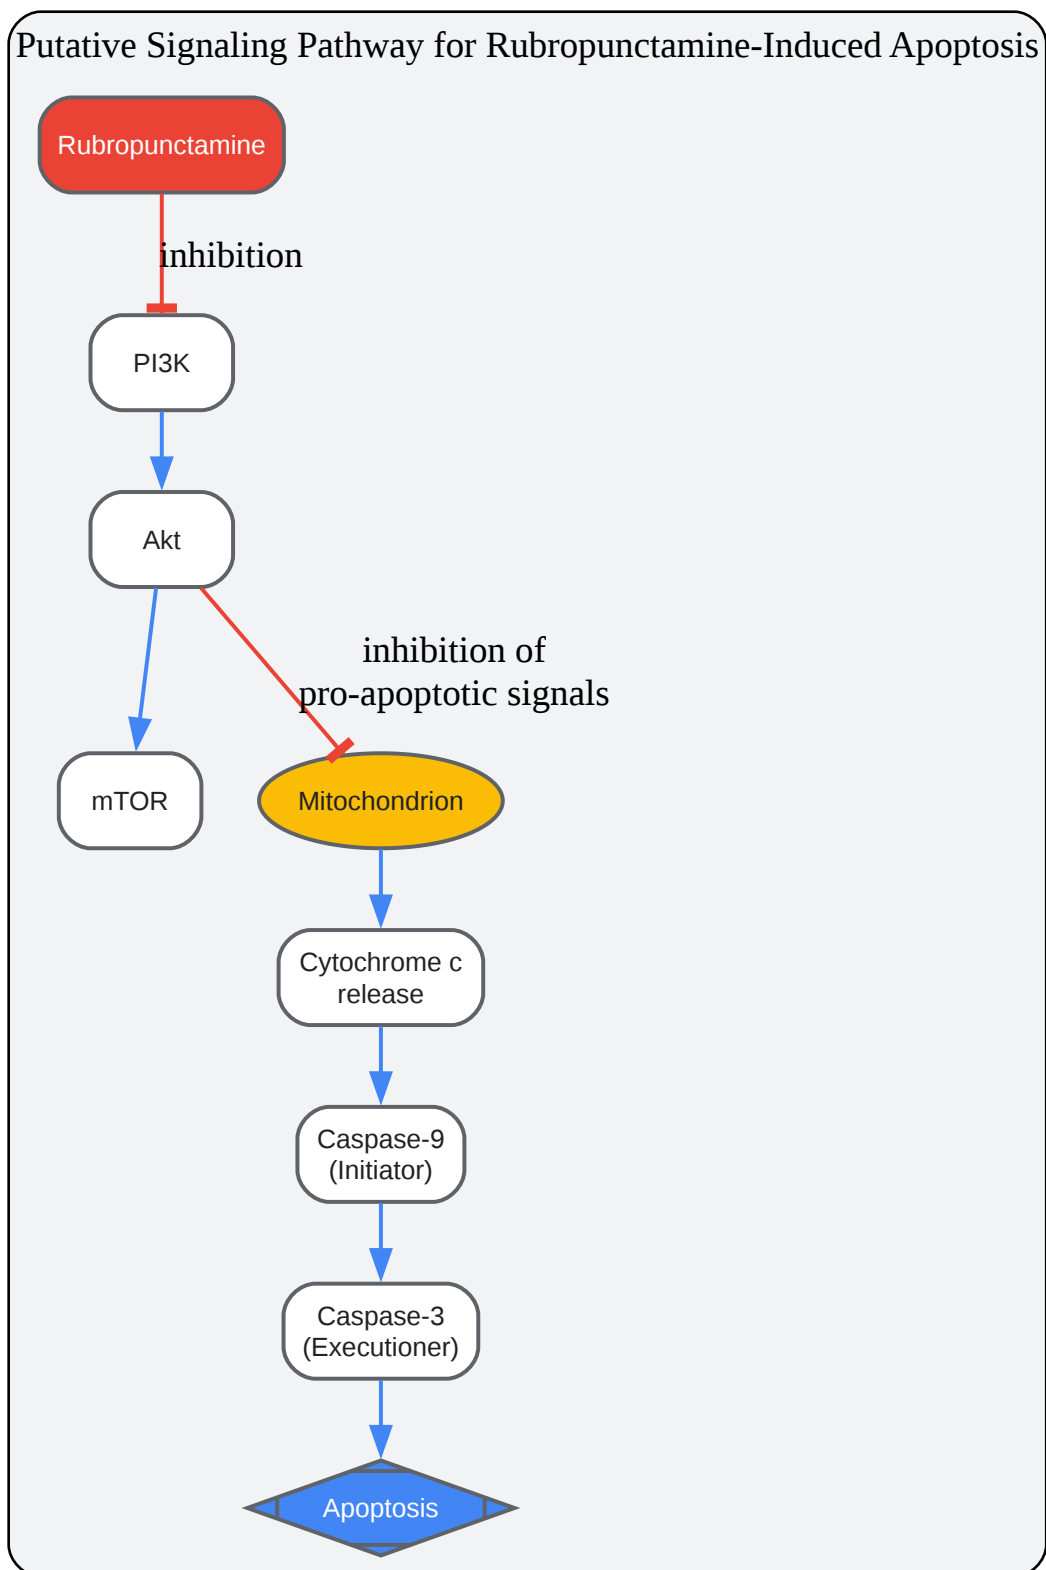 Putative Signaling Pathway for Rubropunctamine-Induced Apoptosis
Rubropunctamine
inhibition
PI3K
Akt
inhibition of
pro-apoptotic signals
mTOR
Mitochondrion
Cytochrome c
release
Caspase-9
(Initiator)
Caspase-3
(Executioner)
Apoptosis